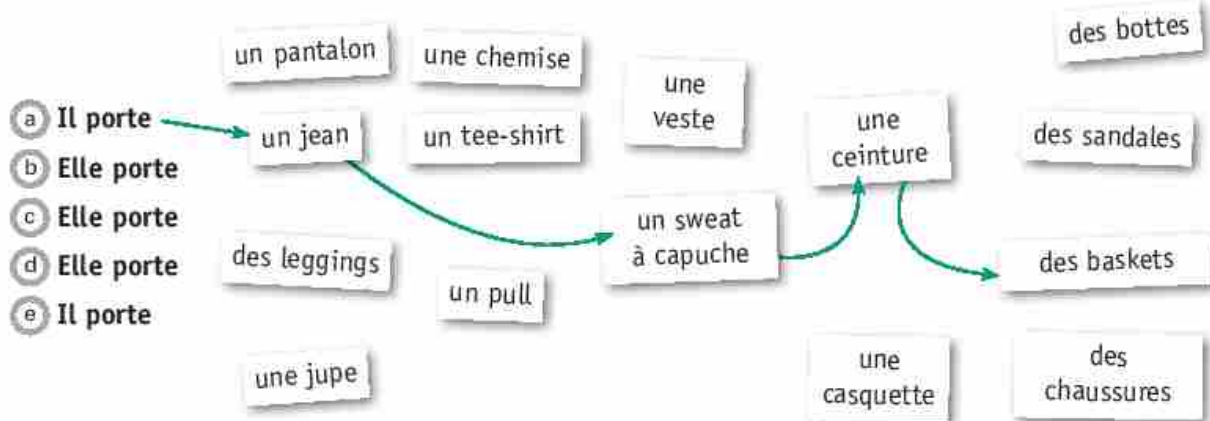 un pantalon
une chemise
une
veste
des bottes
a Il porte
un jean
un tee-shirt
une
ceinture
des sandales
b Elle porte
c Elle porte
d Elle porte
e Il porte
des leggings
un pull
un sweat
à capuche
des baskets
une jupe
une
casquette
des
chaussures